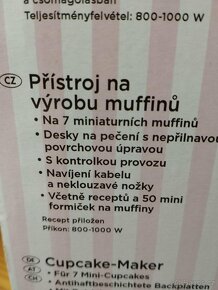 a csomagolásban
Teljesítményfelvétel: 800-1000 W
CZ Přístroj na
výrobu muffinů
• Na 7 miniaturních muffinů
• Desky na pečení s nepřilnavou
povrchovou úpravou
• S kontrolkou provozu
• Navíjení kabelu
a neklouzavé nožky
• Včetně receptů a 50 mini
formiček na muffiny
Recept přiložen
Příkon: 800-1000 W
DE Cupcake-Maker
AT • Für 7 Mini-Cupcakes
CH • Antihaftbeschichtete Backplatten